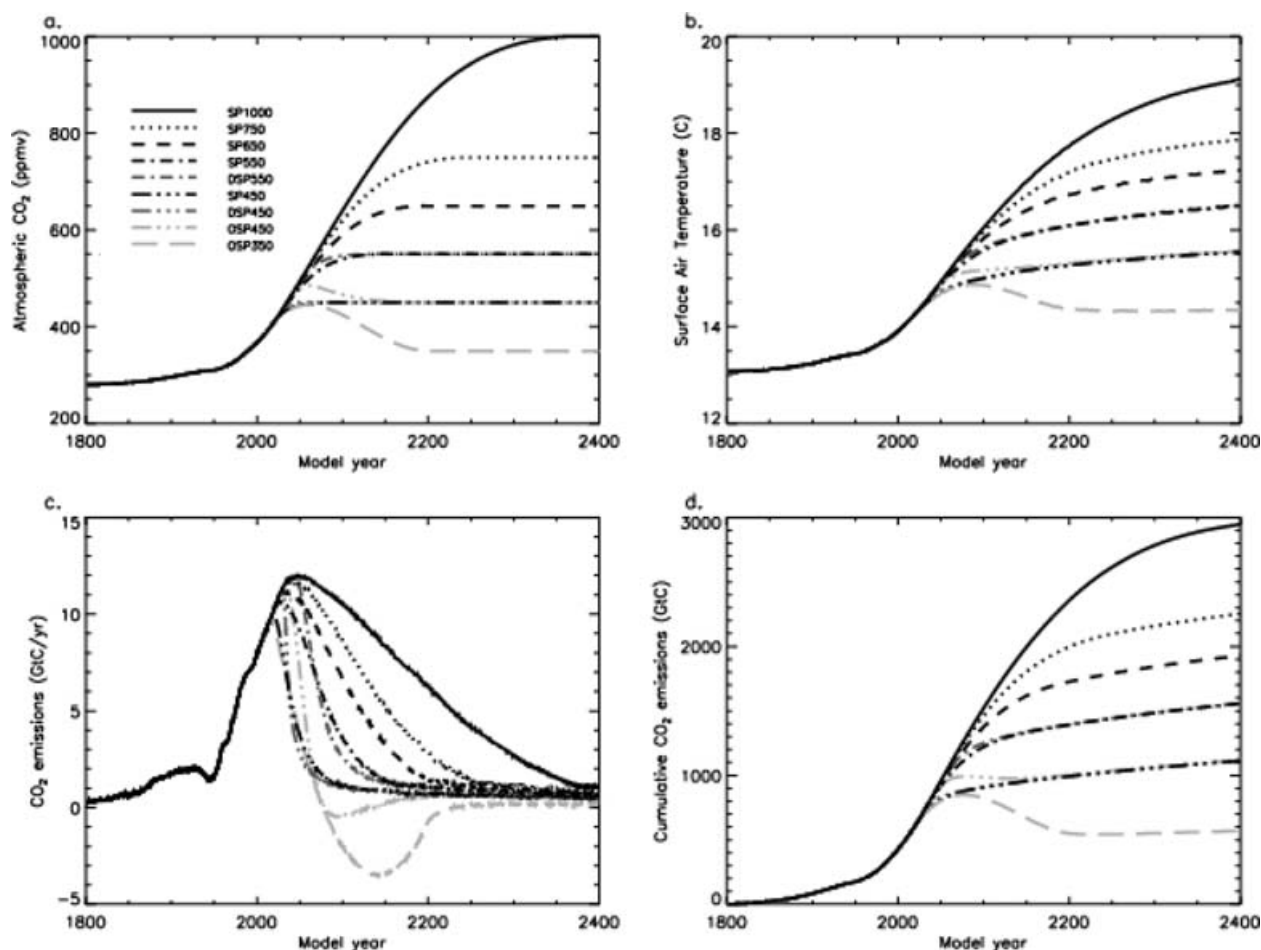 a.
Atmospheric CO₂ (ppmv)
1000
800
600
400
200
SP1000
SP750
SP650
SP550
DSP550
SP450
DSP450
OSP450
OSP350
1800 2000 2200 2400
Model year
b.
Surface Air Temperature (C)
20
18
16
14
12
1800 2000 2200 2400
Model year
c.
CO₂ emissions (GtC/yr)
15
10
5
0
-5
1800 2000 2200 2400
Model year
d.
Cumulative CO₂ emissions (GtC)
3000
2000
1000
0
1800 2000 2200 2400
Model year